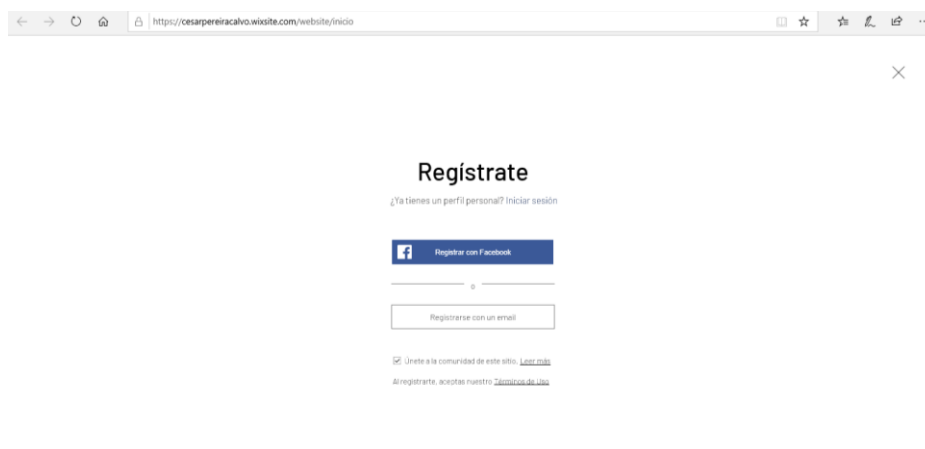 https://cesarpereiracalvo.wixsite.com/website/inicio
Regístrate
¿Ya tienes un perfil personal? Iniciar sesión
Registrar con Facebook
o
Registrarse con un email
Únete a la comunidad de este sitio. Leer más
Al registrarte, aceptas nuestro Términos de Uso